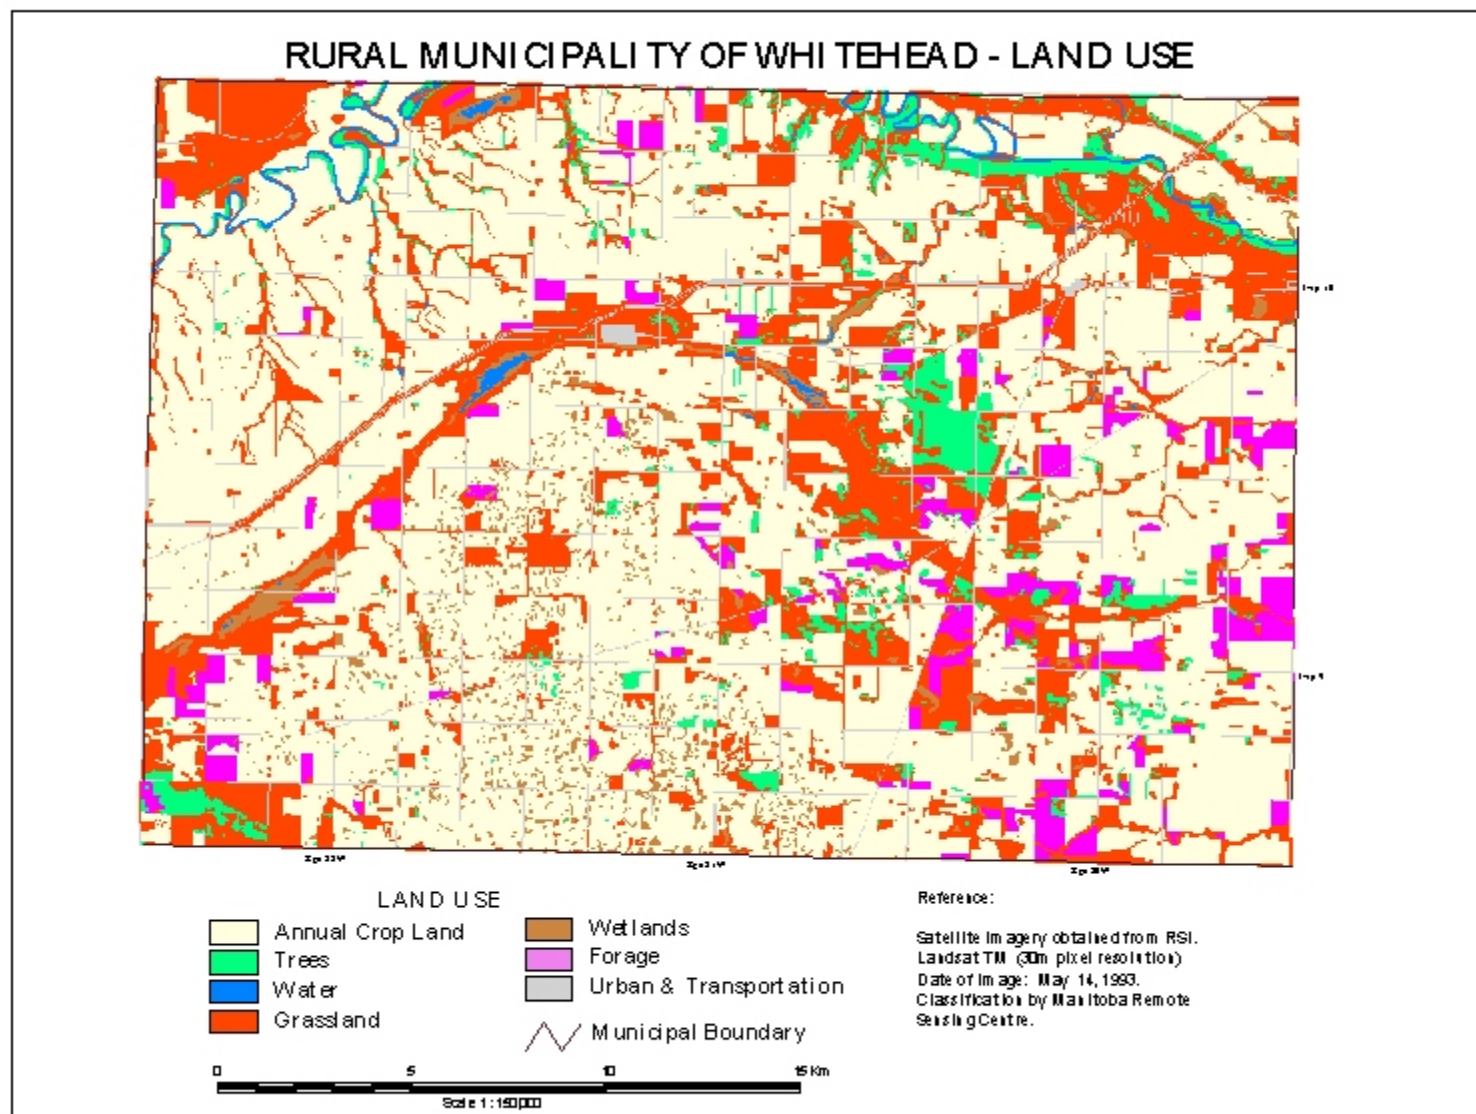 RURAL MUNICIPALITY OF WHITEHEAD - LAND USE
LAND USE
Annual Crop Land
Trees
Water
Grassland
Wetlands
Forage
Urban & Transportation
Municipal Boundary
0 5 10 15 Km
Scale 1 : 150,000
Reference:
Satellite Imagery obtained from RSI.
Landsat TM (30m pixel resolution)
Date of Image: May 14, 1993.
Classification by Manitoba Remote
Sensing Centre.